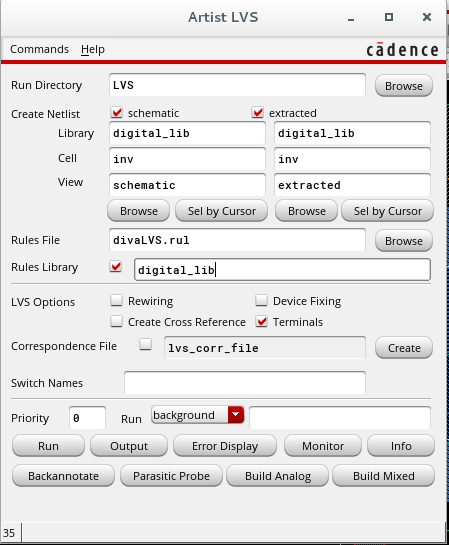 Artist LVS
Commands Help cādence
Run Directory LVS Browse
Create Netlist schematic extracted
Library digital_lib digital_lib
Cell inv inv
View schematic extracted
Browse Sel by Cursor Browse Sel by Cursor
Rules File divaLVS.rul Browse
Rules Library digital_lib
LVS Options Rewiring Device Fixing
Create Cross Reference Terminals
Correspondence File lvs_corr_file Create
Switch Names
Priority 0 Run background
Run Output Error Display Monitor Info
Backannotate Parasitic Probe Build Analog Build Mixed
35